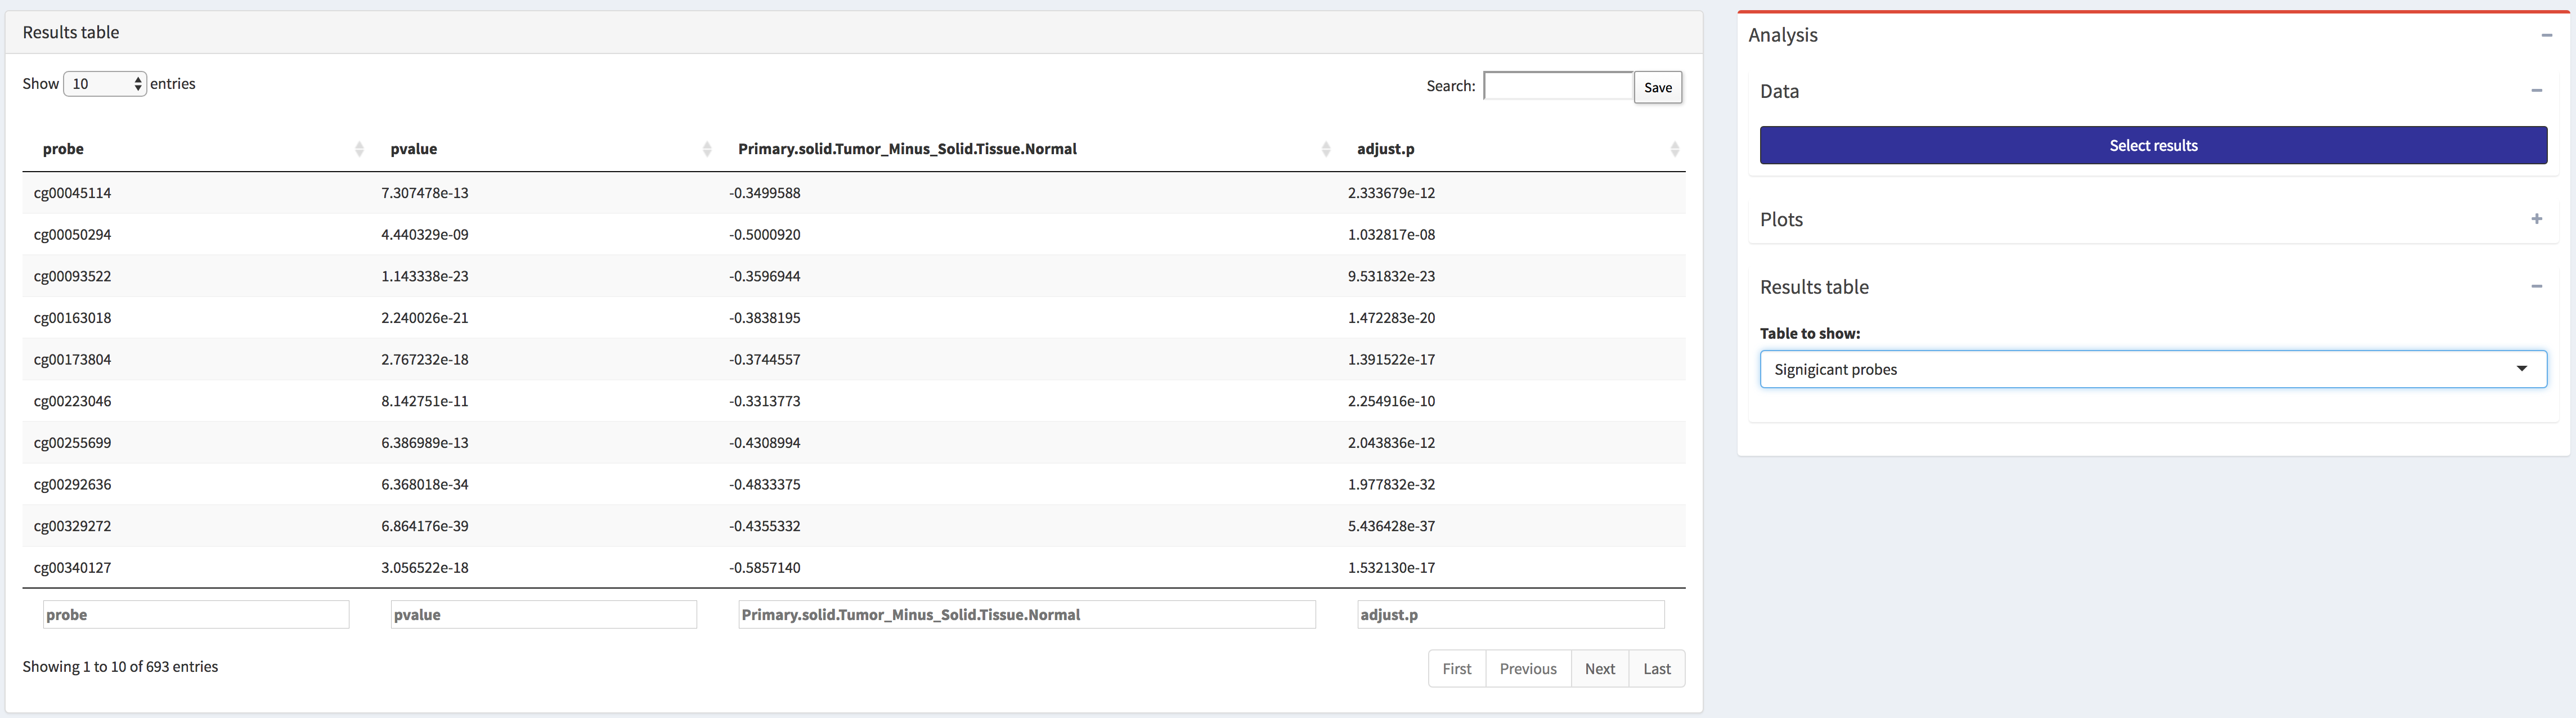 Results table
Show 10 entries
Search: Save
probe pvalue Primary.solid.Tumor_Minus_Solid.Tissue.Normal adjust.p
cg00045114 7.307478e-13 -0.3499588 2.333679e-12
cg00050294 4.440329e-09 -0.5000920 1.032817e-08
cg00093522 1.143338e-23 -0.3596944 9.531832e-23
cg00163018 2.240026e-21 -0.3838195 1.472283e-20
cg00173804 2.767232e-18 -0.3744557 1.391522e-17
cg00223046 8.142751e-11 -0.3313773 2.254916e-10
cg00255699 6.386989e-13 -0.4308994 2.043836e-12
cg00292636 6.368018e-34 -0.4833375 1.977832e-32
cg00329272 6.864176e-39 -0.4355332 5.436428e-37
cg00340127 3.056522e-18 -0.5857140 1.532130e-17
probe pvalue Primary.solid.Tumor_Minus_Solid.Tissue.Normal adjust.p
Showing 1 to 10 of 693 entries
First Previous Next Last
Analysis
Data
Select results
Plots
Results table
Table to show:
Signigicant probes